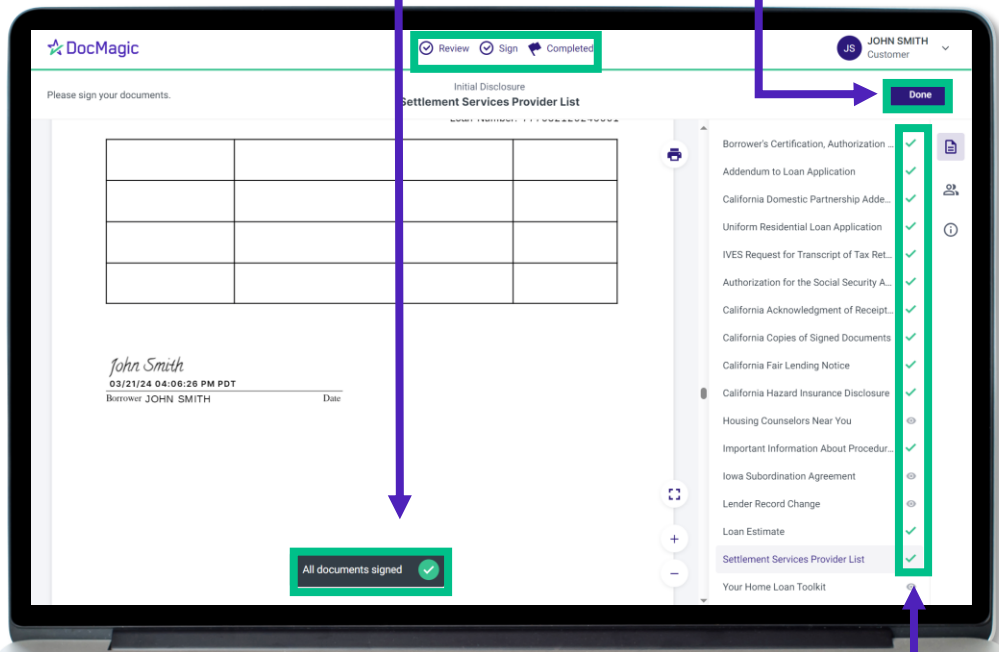 DocMagic
Review Sign Completed
JS JOHN SMITH
Customer
Please sign your documents.
Initial Disclosure
Settlement Services Provider List
Done
Loan Number:
John Smith
03/21/24 04:06:26 PM PDT
Borrower JOHN SMITH Date
All documents signed
Borrower's Certification, Authorization ...
Addendum to Loan Application
California Domestic Partnership Adde...
Uniform Residential Loan Application
IVES Request for Transcript of Tax Ret...
Authorization for the Social Security A...
California Acknowledgment of Receipt...
California Copies of Signed Documents
California Fair Lending Notice
California Hazard Insurance Disclosure
Housing Counselors Near You
Important Information About Procedur...
Iowa Subordination Agreement
Lender Record Change
Loan Estimate
Settlement Services Provider List
Your Home Loan Toolkit